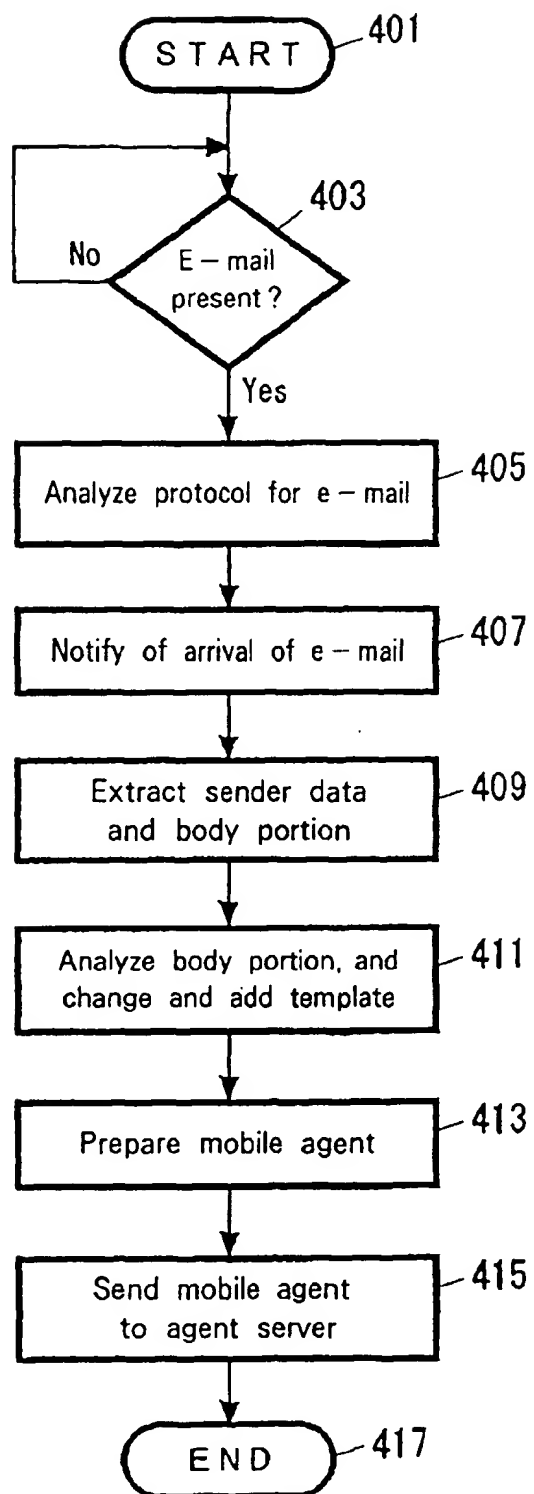 START
401
403
E-mail
present?
No
Yes
Analyze protocol for e-mail
405
Notify of arrival of e-mail
407
Extract sender data
and body portion
409
Analyze body portion, and
change and add template
411
Prepare mobile agent
413
Send mobile agent
to agent server
415
END
417